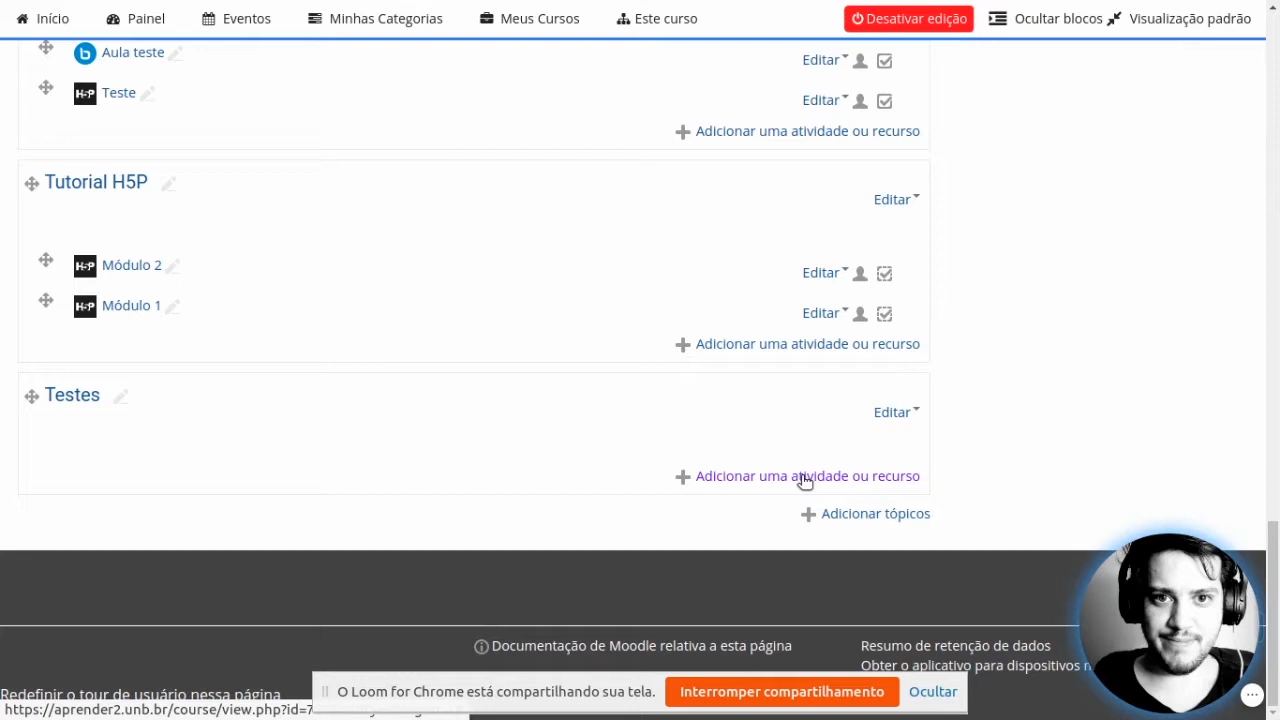 Início Painel Eventos Minhas Categorias Meus Cursos Este curso Desativar edição Ocultar blocos Visualização padrão
Aula teste Editar
H5P Teste Editar
Adicionar uma atividade ou recurso
Tutorial H5P
Editar
H5P Módulo 2 Editar
H5P Módulo 1 Editar
Adicionar uma atividade ou recurso
Testes
Editar
Adicionar uma atividade ou recurso
Adicionar tópicos
Documentação de Moodle relativa a esta página
Resumo de retenção de dados
Obter o aplicativo para dispositivos
O Loom for Chrome está compartilhando sua tela. Interromper compartilhamento Ocultar
Redefinir o tour de usuário nessa página
https://aprender2.unb.br/course/view.php?id=7